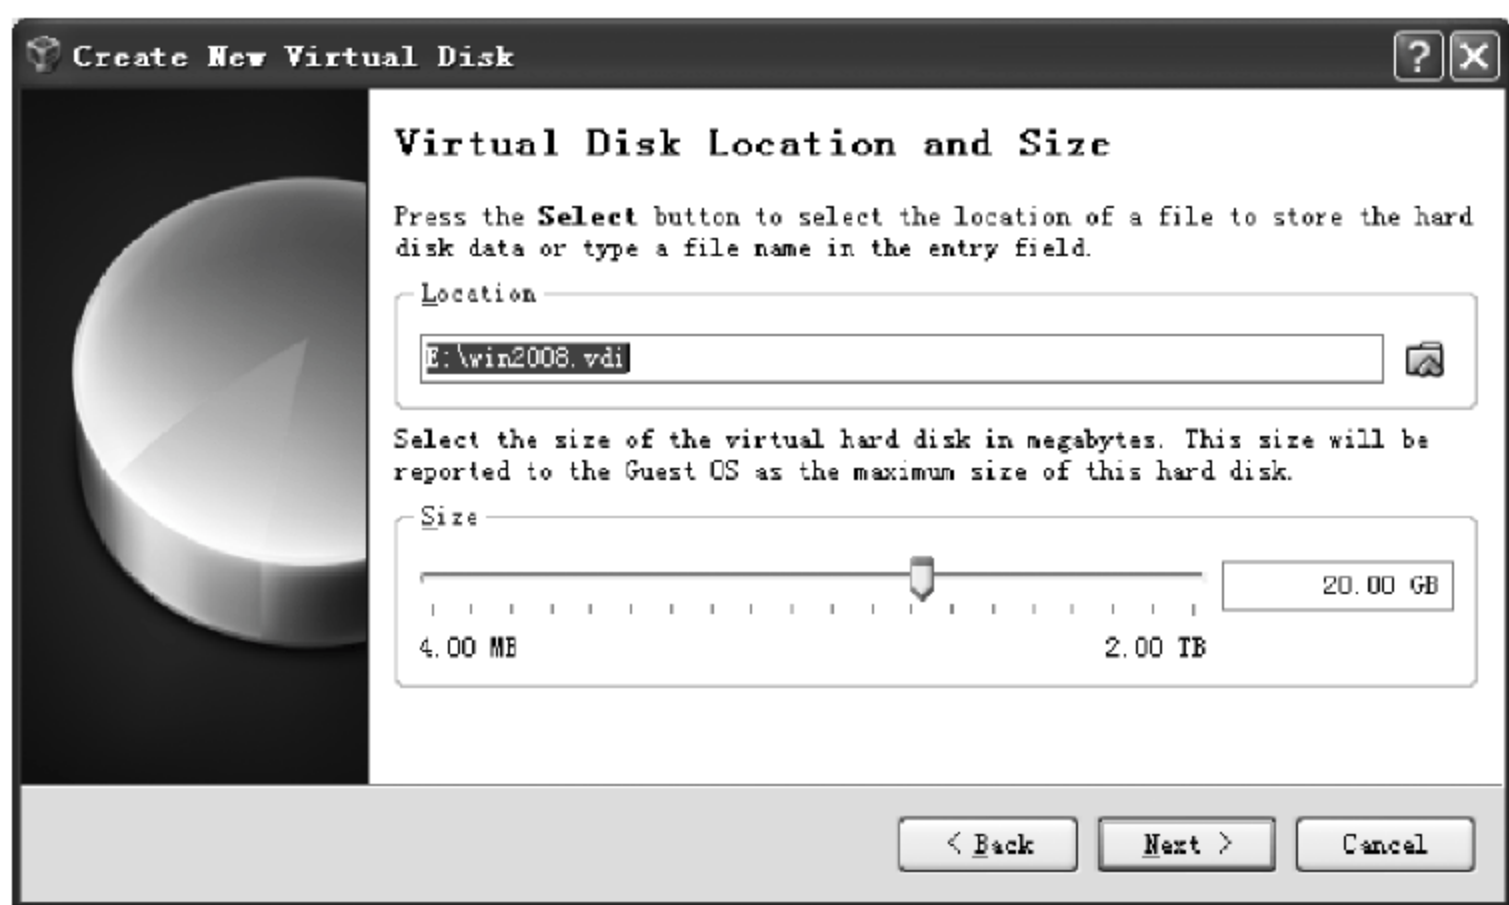 Create New Virtual Disk
Virtual Disk Location and Size
Press the Select button to select the location of a file to store the hard
disk data or type a file name in the entry field.
Location
E:\win2008.vdi
Select the size of the virtual hard disk in megabytes. This size will be
reported to the Guest OS as the maximum size of this hard disk.
Size
20.00 GB
4.00 MB 2.00 TB
< Back Next > Cancel